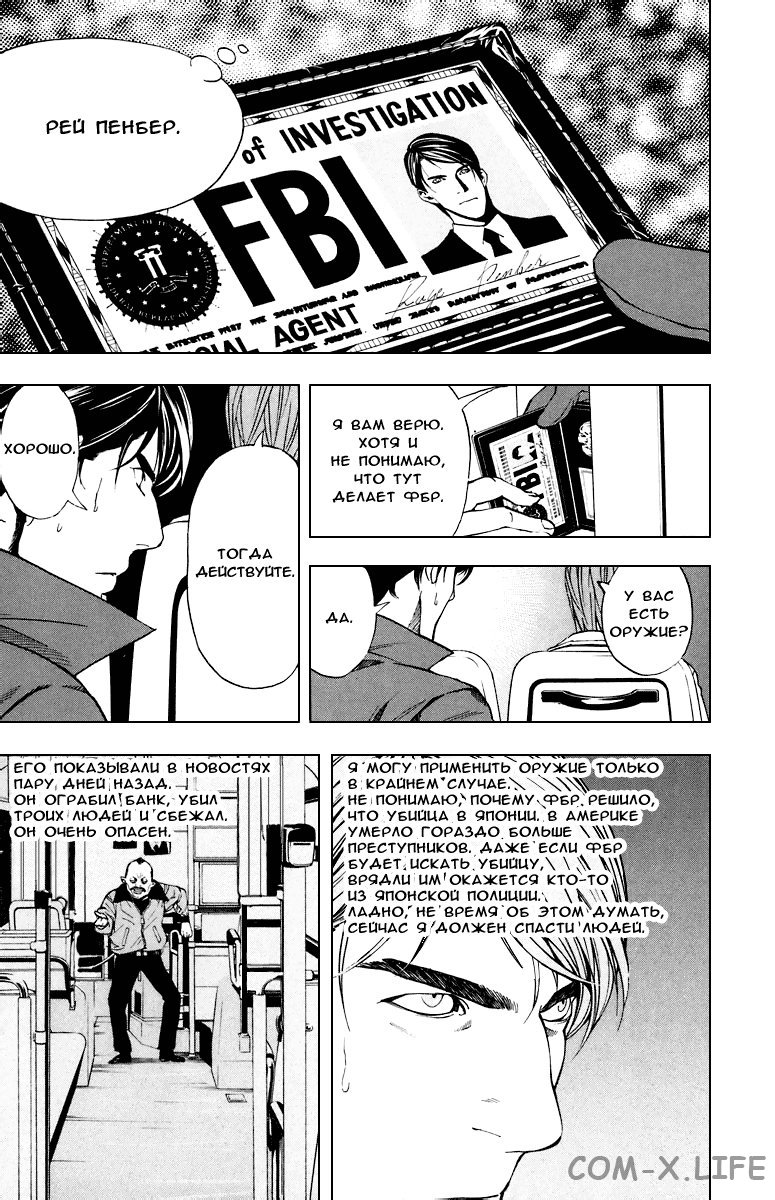 РЕЙ ПЕНБЕР.
of INVESTIGATION
FBI
AGENT
Я ВАМ ВЕРЮ.
ХОТЯ И
НЕ ПОНИМАЮ,
ЧТО ТУТ
ДЕЛАЕТ ФБР.
FBI
ХОРОШО.
ТОГДА
ДЕЙСТВУЙТЕ.
У ВАС
ЕСТЬ
ОРУЖИЕ?
ДА.
Я МОГУ ПРИМЕНИТЬ ОРУЖИЕ ТОЛЬКО
В КРАЙНЕМ СЛУЧАЕ.
НЕ ПОНИМАЮ, ПОЧЕМУ ФБР РЕШИЛО,
ЧТО УБИЙЦА В ЯПОНИИ. В АМЕРИКЕ
УМЕРЛО ГОРАЗДО БОЛЬШЕ
ПРЕСТУПНИКОВ. ДАЖЕ ЕСЛИ ФБР
БУДЕТ ИСКАТЬ УБИЙЦУ,
ВРЯДЛИ ИМ ОКАЖЕТСЯ КТО-ТО
ИЗ ЯПОНСКОЙ ПОЛИЦИИ.
ЛАДНО, НЕ ВРЕМЯ ОБ ЭТОМ ДУМАТЬ,
СЕЙЧАС Я ДОЛЖЕН СПАСТИ ЛЮДЕЙ.
ЕГО ПОКАЗЫВАЛИ В НОВОСТЯХ
ПАРУ ДНЕЙ НАЗАД.
ОН ОГРАБИЛ БАНК, УБИЛ
ТРОИХ ЛЮДЕЙ И СБЕЖАЛ.
ОН ОЧЕНЬ ОПАСЕН.
COM-X.LIFE